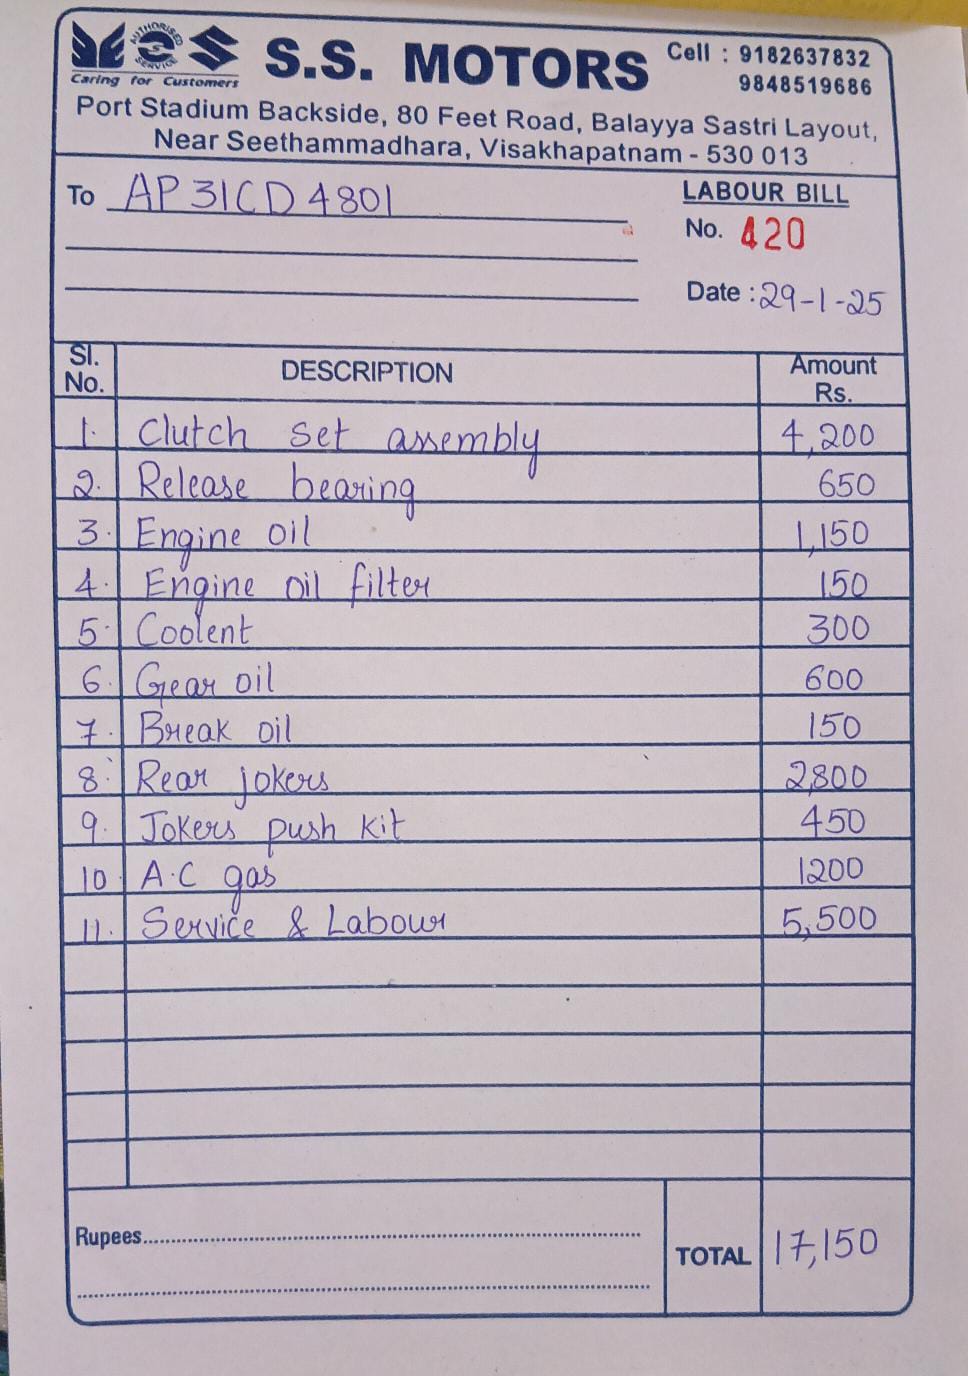 AUTHORISED SERVICE
Caring for Customers
S.S. MOTORS
Cell : 9182637832
9848519686
Port Stadium Backside, 80 Feet Road, Balayya Sastri Layout,
Near Seethammadhara, Visakhapatnam - 530 013
To AP 31CD 4801
LABOUR BILL
No. 420
Date : 29-1-25
Sl. No. DESCRIPTION Amount Rs.
1. Clutch set assembly 4,200
2. Release bearing 650
3. Engine oil 1,150
4. Engine oil filter 150
5. Coolent 300
6. Gear oil 600
7. Break oil 150
8. Rear jokers 2,800
9. Jokers push kit 450
10. A.C gas 1200
11. Service & Labour 5,500
Rupees
TOTAL 17,150